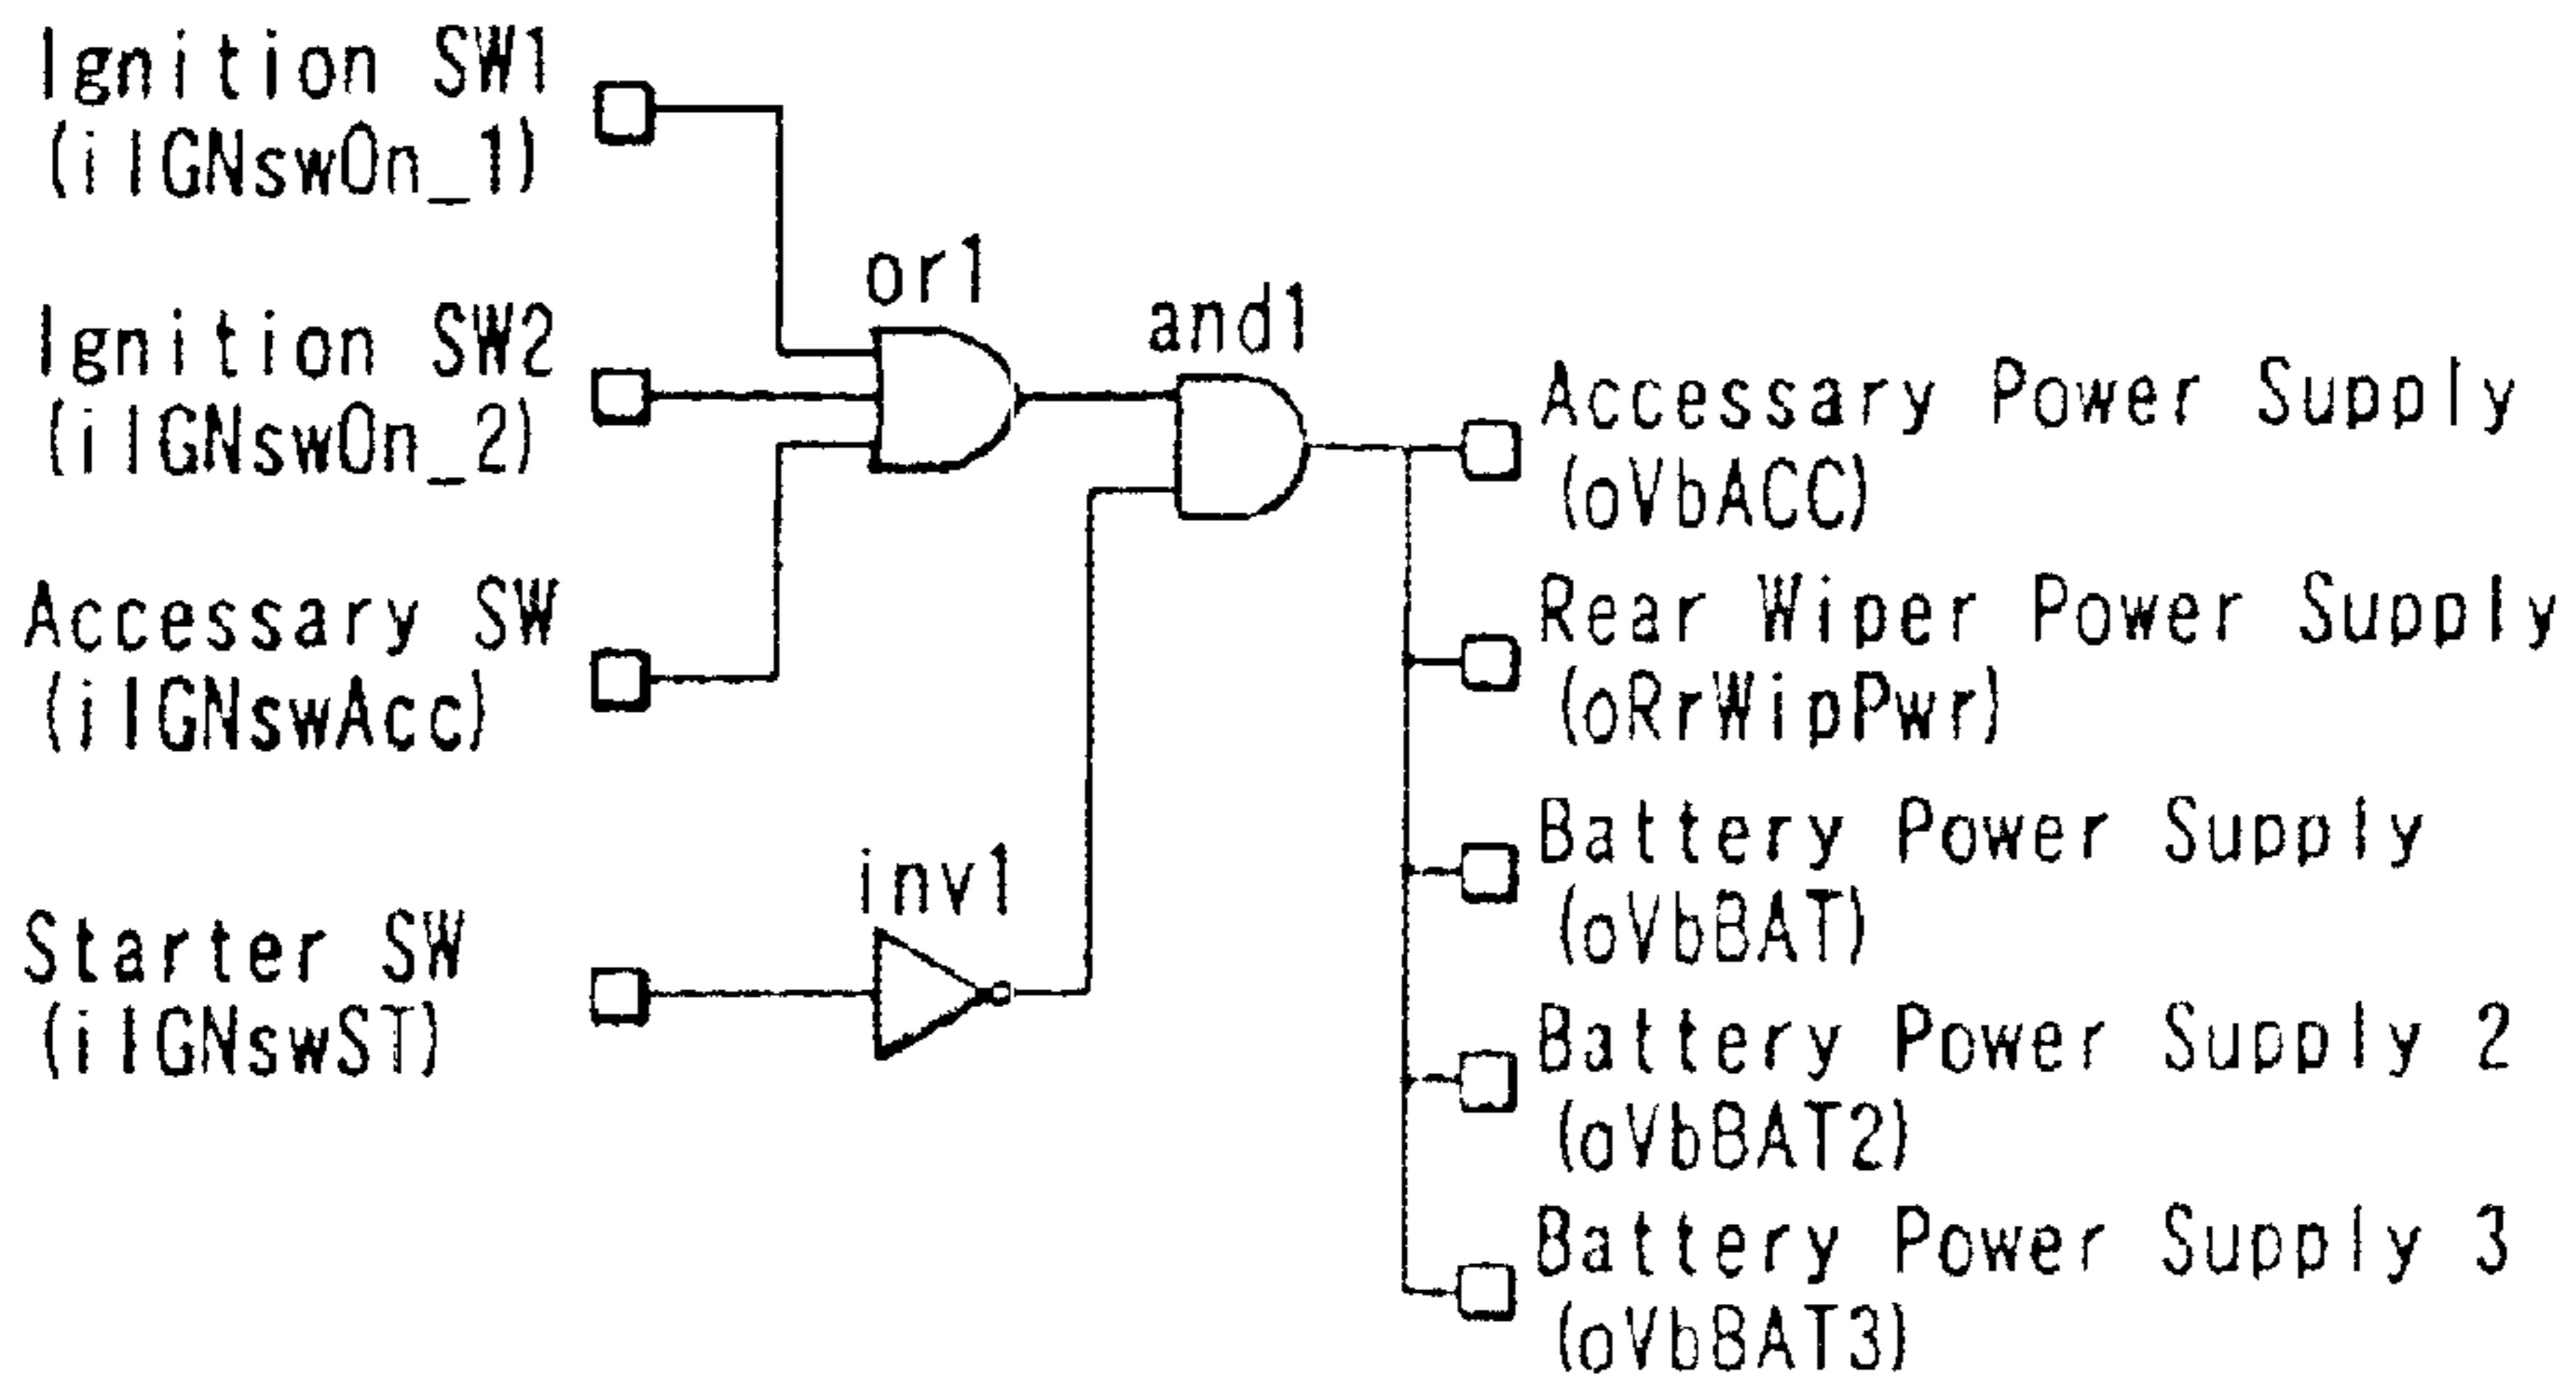 Ignition SW1
(iIGNswOn_1)
or1
and1
Ignition SW2
(iIGNswOn_2)
Accessary SW
(iIGNswAcc)
inv1
Starter SW
(iIGNswST)
Accessary Power Supply
(oVbACC)
Rear Wiper Power Supply
(oRrWipPwr)
Battery Power Supply
(oVbBAT)
Battery Power Supply 2
(oVbBAT2)
Battery Power Supply 3
(oVbBAT3)